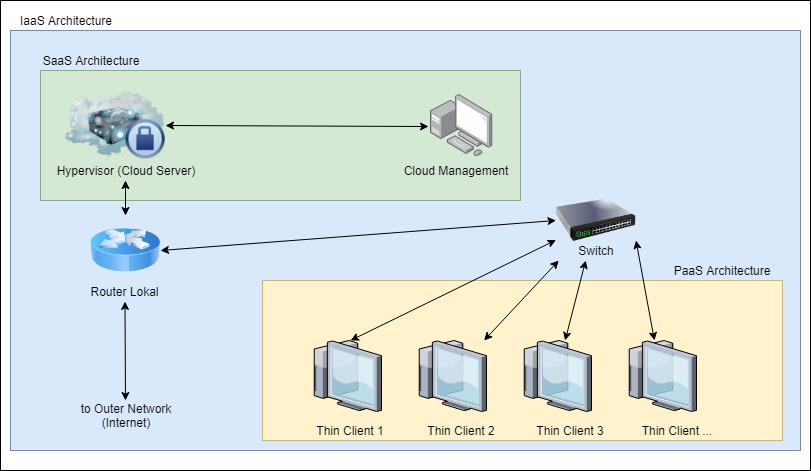 IaaS Architecture
SaaS Architecture
Hypervisor (Cloud Server)
Cloud Management
Switch
Router Lokal
PaaS Architecture
to Outer Network
(Internet)
Thin Client 1
Thin Client 2
Thin Client 3
Thin Client ...